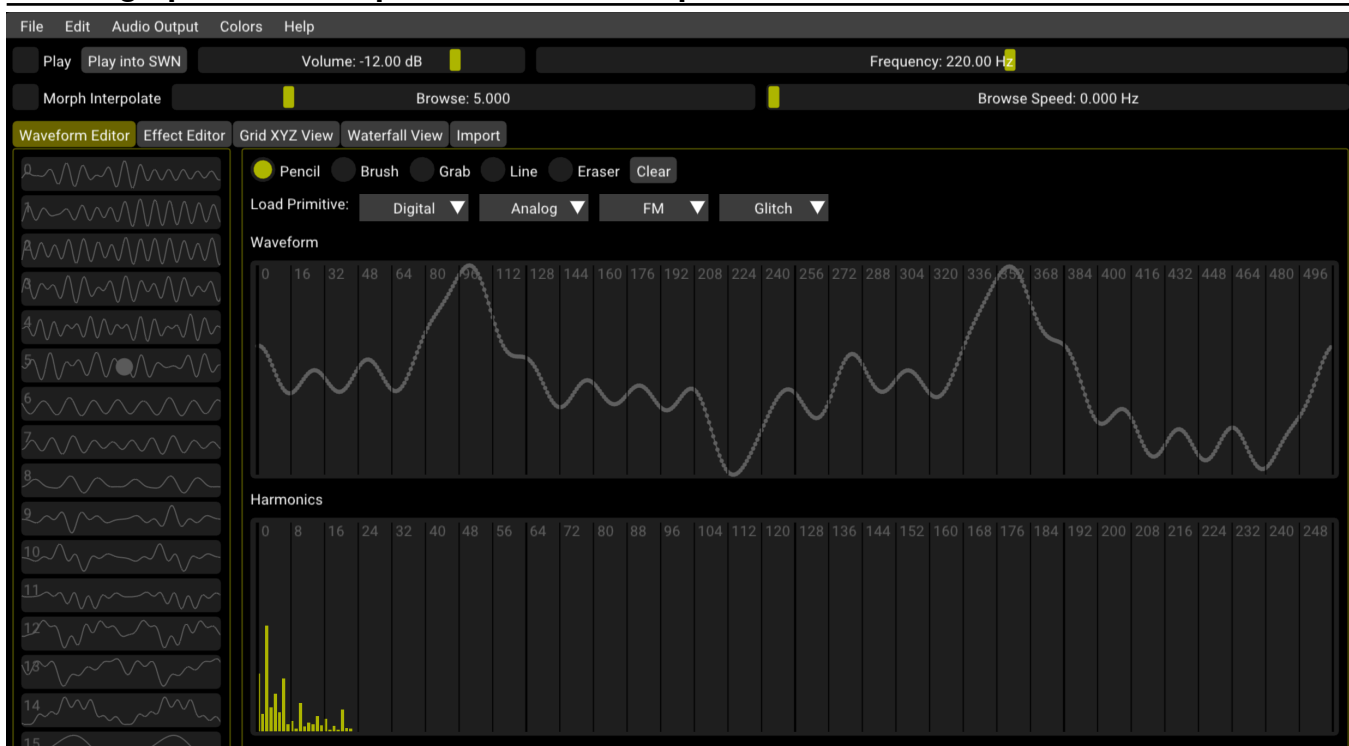 File Edit Audio Output Colors Help
Play Play into SWN Volume: -12.00 dB Frequency: 220.00 Hz
Morph Interpolate Browse: 5.000 Browse Speed: 0.000 Hz
Waveform Editor Effect Editor Grid XYZ View Waterfall View Import
Pencil Brush Grab Line Eraser Clear
Load Primitive: Digital Analog FM Glitch
Waveform
0 16 32 48 64 80 96 112 128 144 160 176 192 208 224 240 256 272 288 304 320 336 352 368 384 400 416 432 448 464 480 496
Harmonics
0 8 16 24 32 40 48 56 64 72 80 88 96 104 112 120 128 136 144 152 160 168 176 184 192 200 208 216 224 232 240 248
0
1
2
3
4
5
6
7
8
9
10
11
12
13
14
15